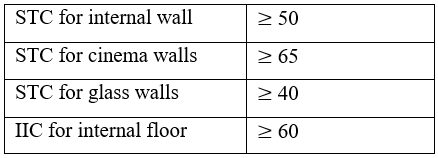 STC for internal wall ≥ 50
STC for cinema walls ≥ 65
STC for glass walls ≥ 40
IIC for internal floor ≥ 60